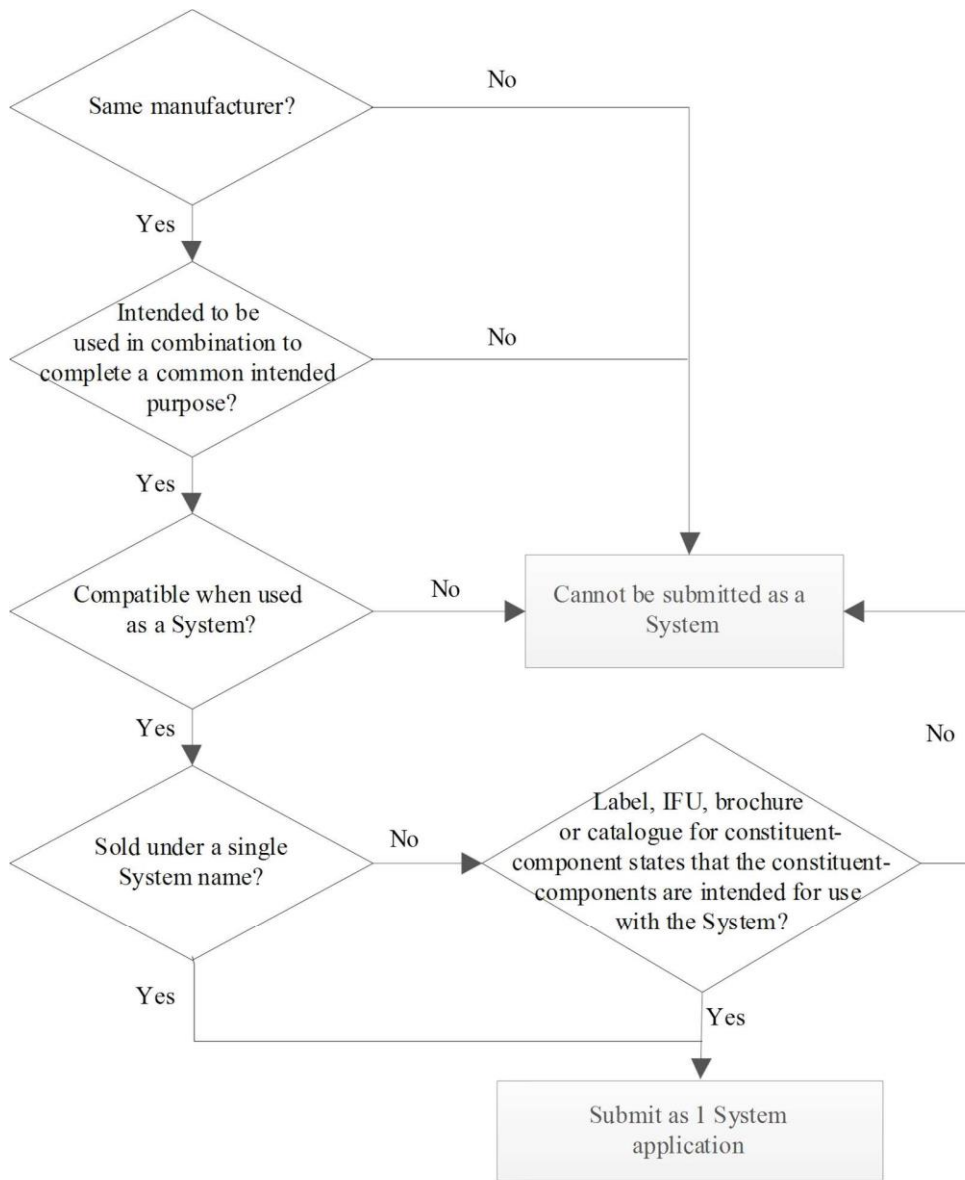 Same manufacturer?
No
Yes
Intended to be
used in combination to
complete a common intended
purpose?
No
Yes
Compatible when used
as a System?
No
Cannot be submitted as a
System
Yes
No
Sold under a single
System name?
No
Label, IFU, brochure
or catalogue for constituent-
component states that the constituent-
components are intended for use
with the System?
Yes
Yes
Submit as 1 System
application